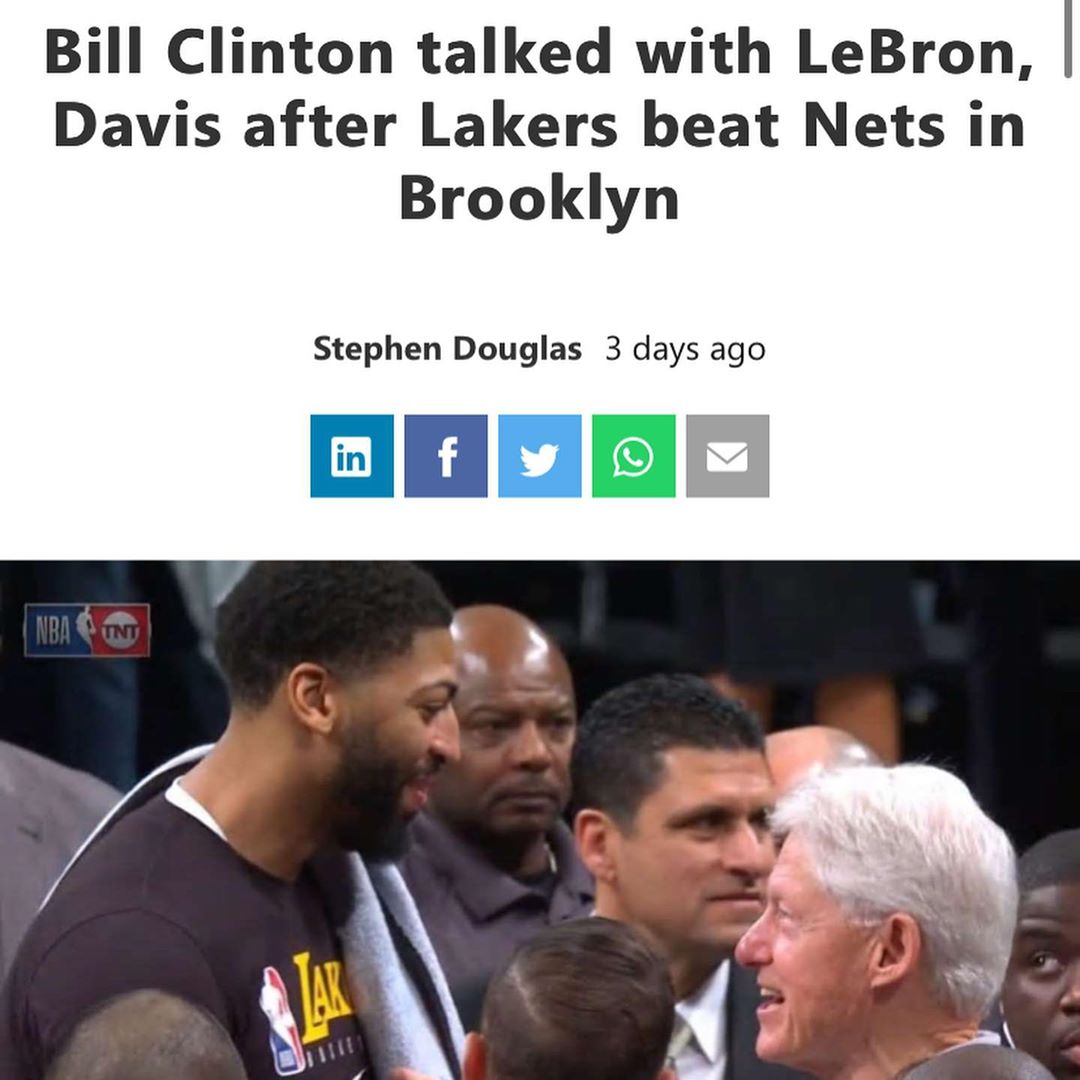 Bill Clinton talked with LeBron,
Davis after Lakers beat Nets in
Brooklyn
Stephen Douglas 3 days ago
in f
NBA TNT
LAK